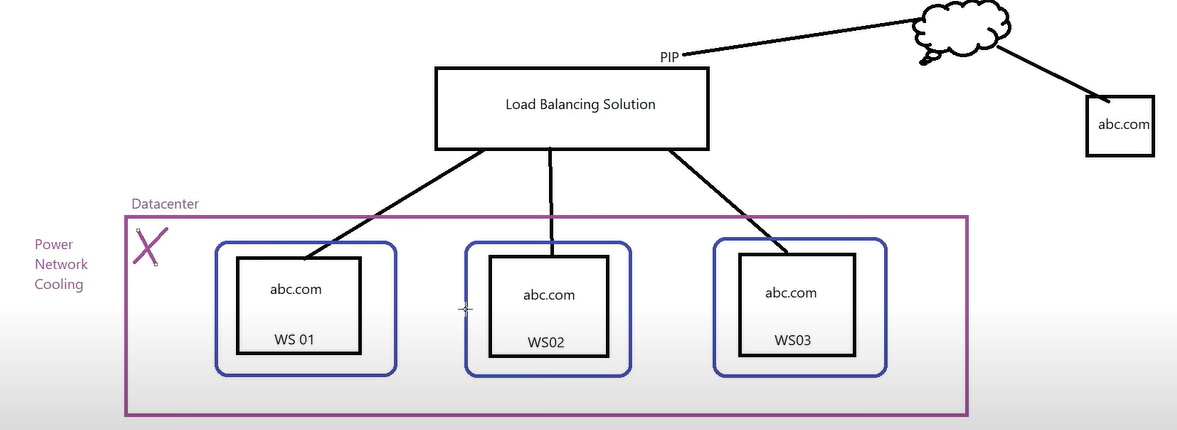 PIP
Load Balancing Solution
abc.com
Datacenter
Power
Network
Cooling
abc.com
WS 01
abc.com
WS02
abc.com
WS03